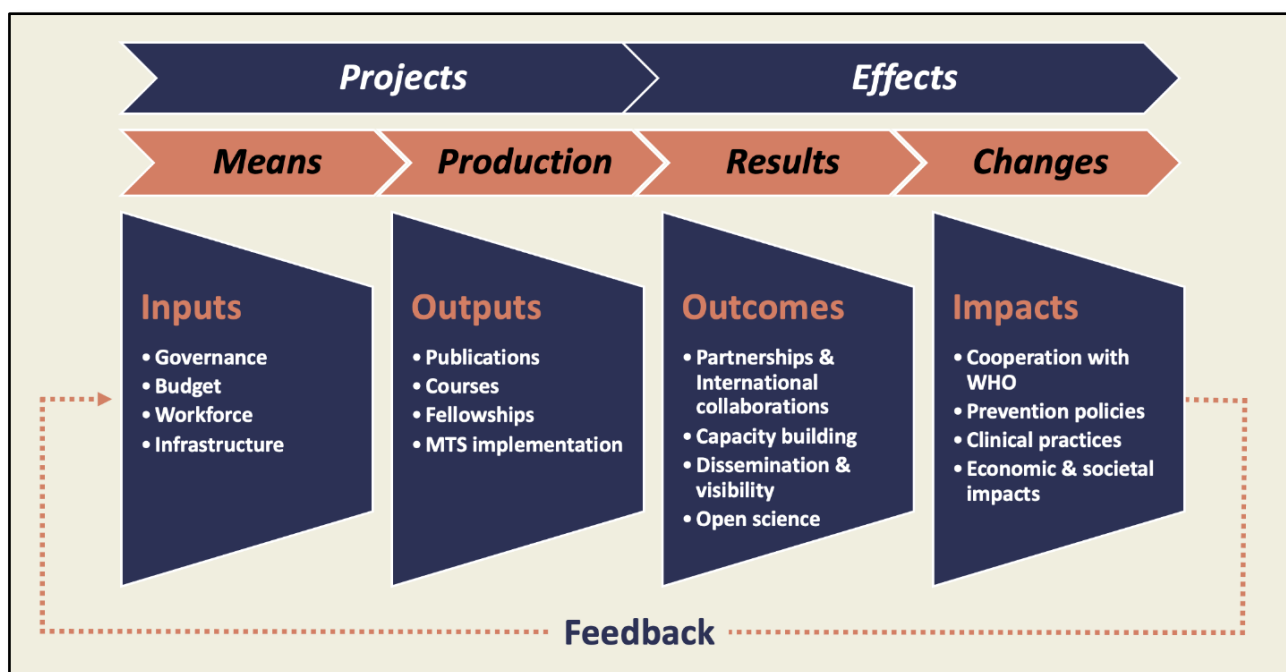 Projects
Effects
Means
Production
Results
Changes
Inputs
• Governance
• Budget
• Workforce
• Infrastructure
Outputs
• Publications
• Courses
• Fellowships
• MTS implementation
Outcomes
• Partnerships &
International
collaborations
• Capacity building
• Dissemination &
visibility
• Open science
Impacts
• Cooperation with
WHO
• Prevention policies
• Clinical practices
• Economic & societal
impacts
Feedback